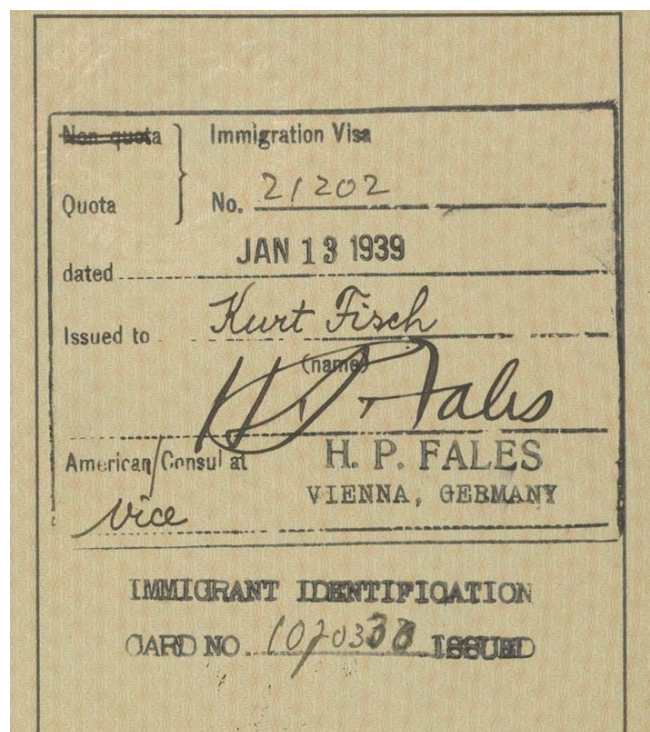 Non-quota Immigration Visa
Quota No. 21202
dated JAN 13 1939
Issued to Kurt Fisch
(name)
H. P. Fales
American Consul at H. P. FALES
vice VIENNA, GERMANY
IMMIGRANT IDENTIFICATION
CARD NO. ISSUED